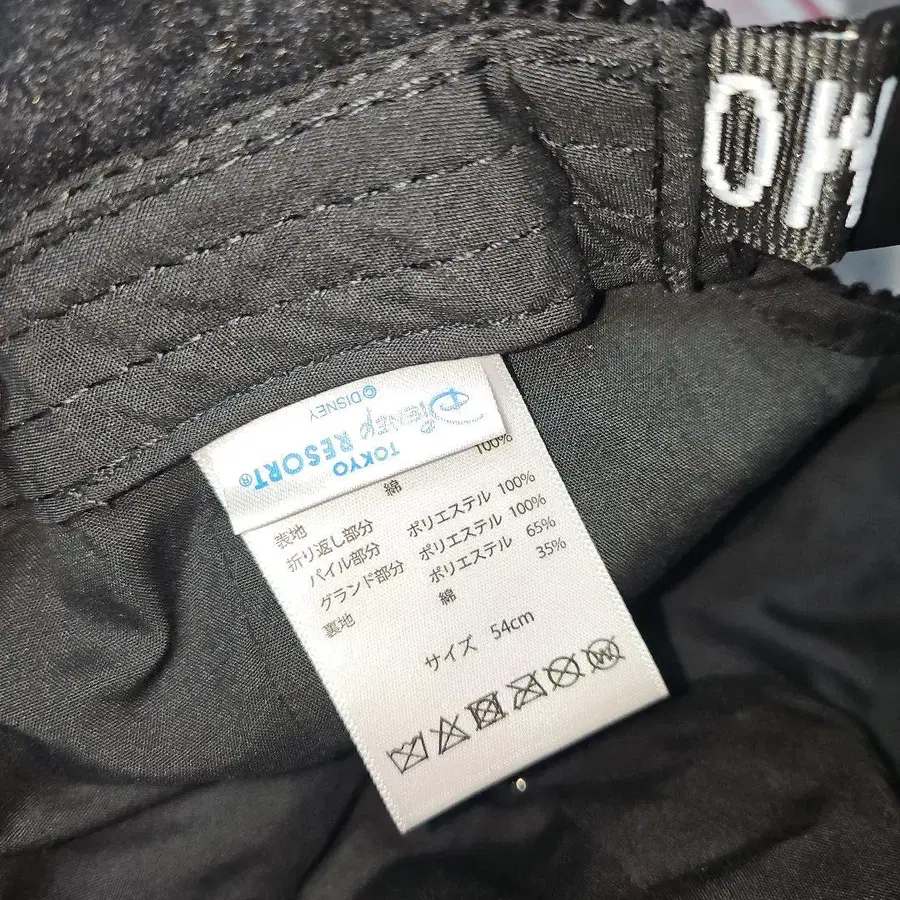 OH
TOKYO
Disney RESORT®
©DISNEY
表地 綿 100%
折り返し部分
パイル部分 ポリエステル 100%
グランド部分 ポリエステル 100%
裏地 ポリエステル 65%
綿 35%
サイズ 54cm